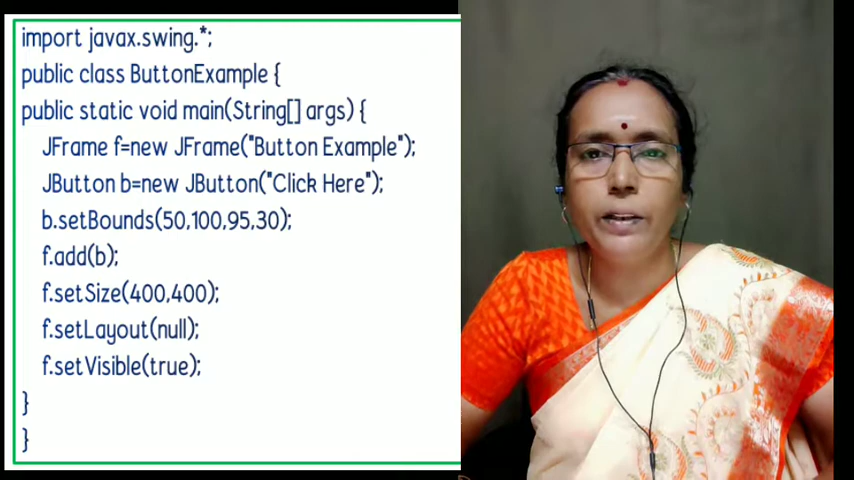 import javax.swing.*;
public class ButtonExample {
public static void main(String[] args) {
JFrame f=new JFrame("Button Example");
JButton b=new JButton("Click Here");
b.setBounds(50,100,95,30);
f.add(b);
f.setSize(400,400);
f.setLayout(null);
f.setVisible(true);
}
}